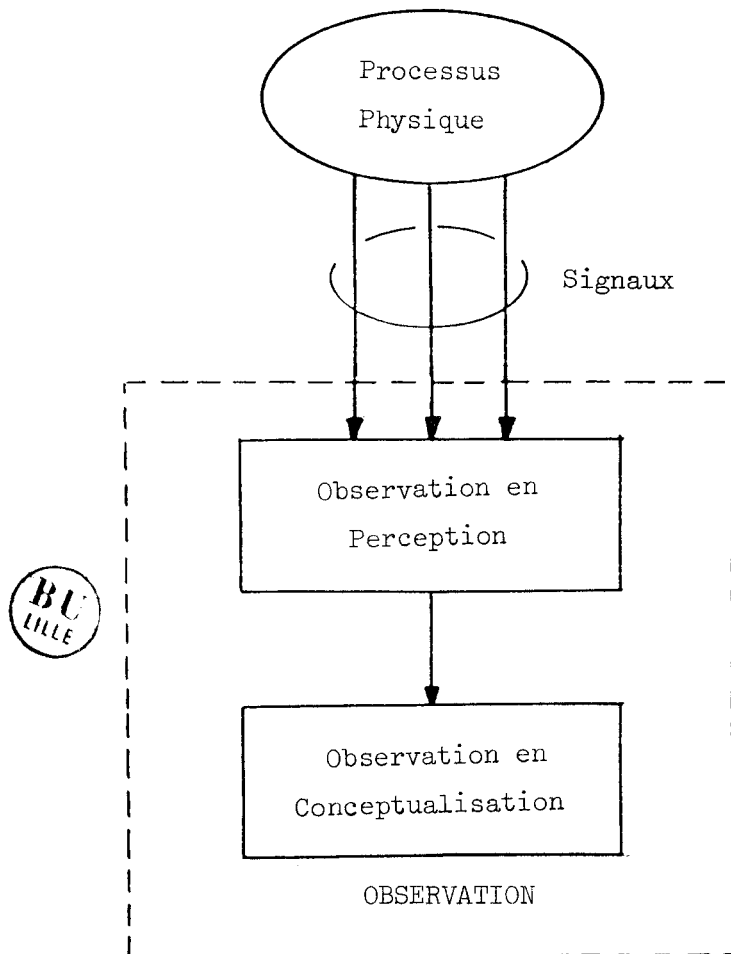 Processus
Physique
Signaux
Observation en
Perception
BU
LILLE
Observation en
Conceptualisation
OBSERVATION